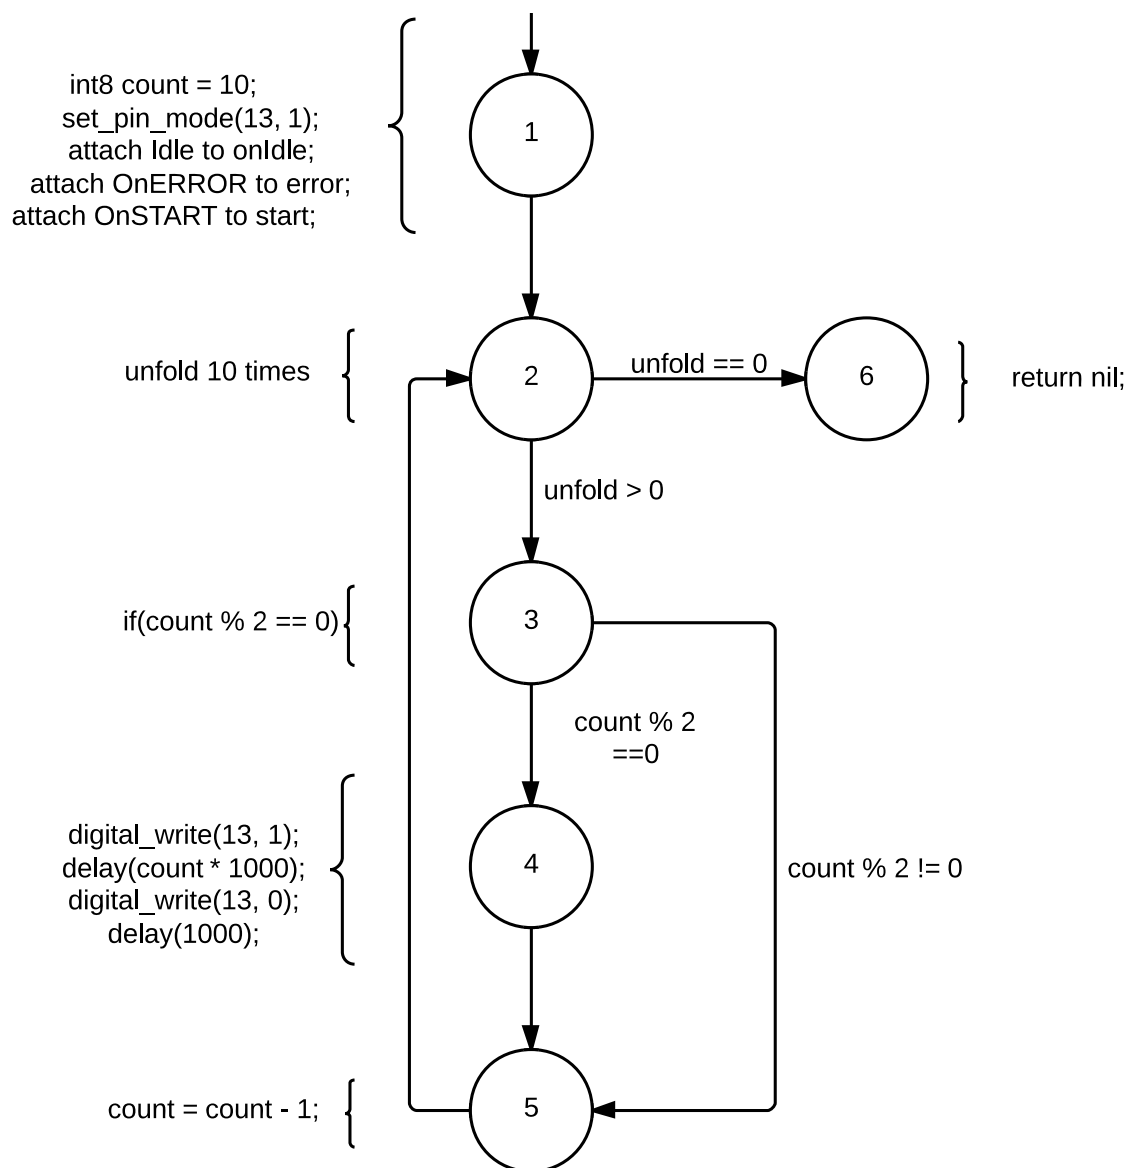 int8 count = 10;
set_pin_mode(13, 1);
attach Idle to onIdle;
attach OnERROR to error;
attach OnSTART to start;
1
unfold 10 times
2
unfold == 0
6
return nil;
unfold > 0
if(count % 2 == 0)
3
count % 2
==0
digital_write(13, 1);
delay(count * 1000);
digital_write(13, 0);
delay(1000);
4
count % 2 != 0
count = count - 1;
5